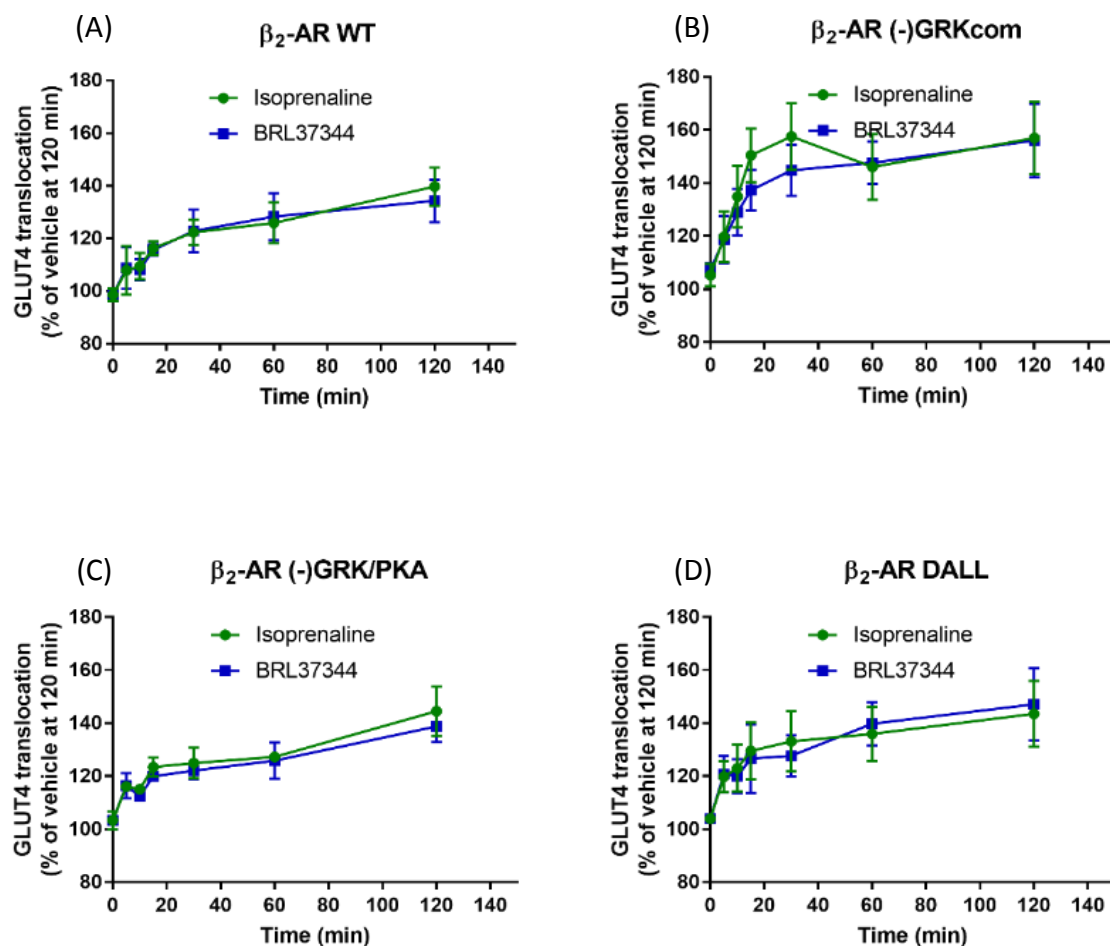 (A)
β2-AR WT
Isoprenaline
BRL37344
GLUT4 translocation
(% of vehicle at 120 min)
180
160
140
120
100
80
0 20 40 60 80 100 120 140
Time (min)
(B)
β2-AR (-)GRKcom
Isoprenaline
BRL37344
GLUT4 translocation
(% of vehicle at 120 min)
180
160
140
120
100
80
0 20 40 60 80 100 120 140
Time (min)
(C)
β2-AR (-)GRK/PKA
Isoprenaline
BRL37344
GLUT4 translocation
(% of vehicle at 120 min)
180
160
140
120
100
80
0 20 40 60 80 100 120 140
Time (min)
(D)
β2-AR DALL
Isoprenaline
BRL37344
GLUT4 translocation
(% of vehicle at 120 min)
180
160
140
120
100
80
0 20 40 60 80 100 120 140
Time (min)